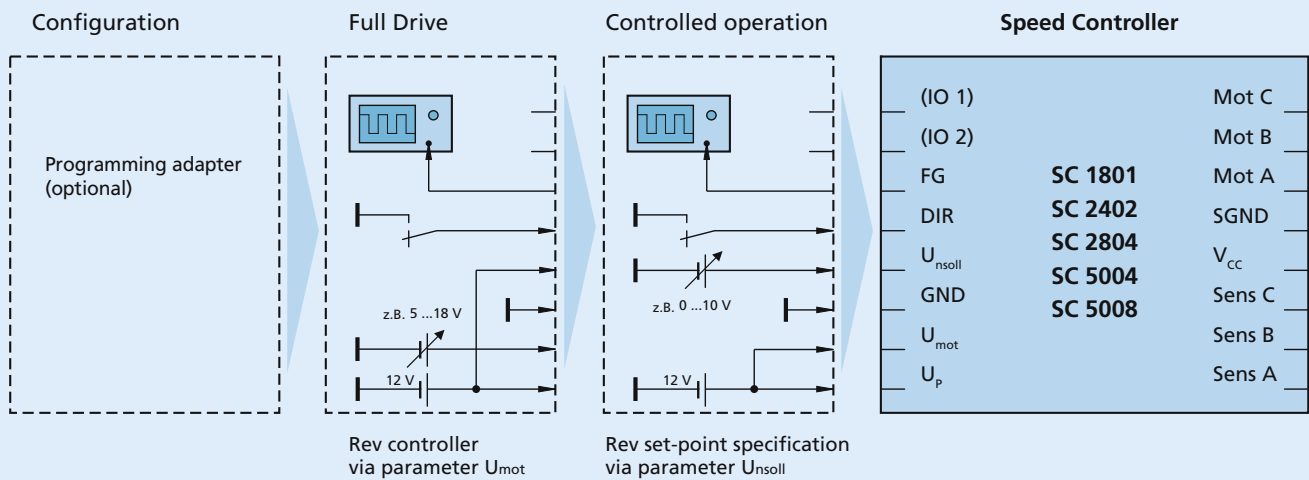 Configuration
Full Drive
Controlled operation
Speed Controller
Programming adapter
(optional)
z.B. 5 ...18 V
12 V
z.B. 0 ...10 V
12 V
(IO 1)
(IO 2)
FG
DIR
Unsoll
GND
Umot
UP
SC 1801
SC 2402
SC 2804
SC 5004
SC 5008
Mot C
Mot B
Mot A
SGND
VCC
Sens C
Sens B
Sens A
Rev controller
via parameter Umot
Rev set-point specification
via parameter Unsoll